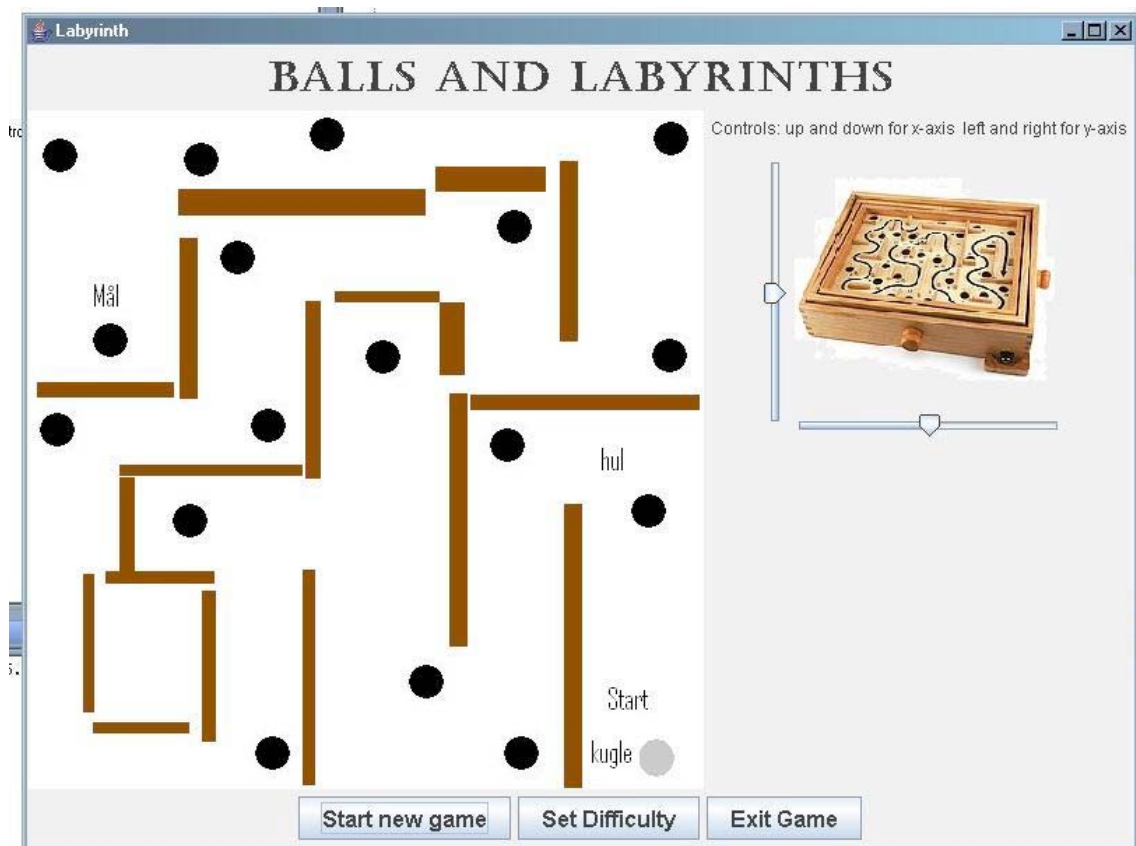 Labyrinth
BALLS AND LABYRINTHS
Controls: up and down for x-axis left and right for y-axis
Mål
hul
Start
kugle
Start new game
Set Difficulty
Exit Game